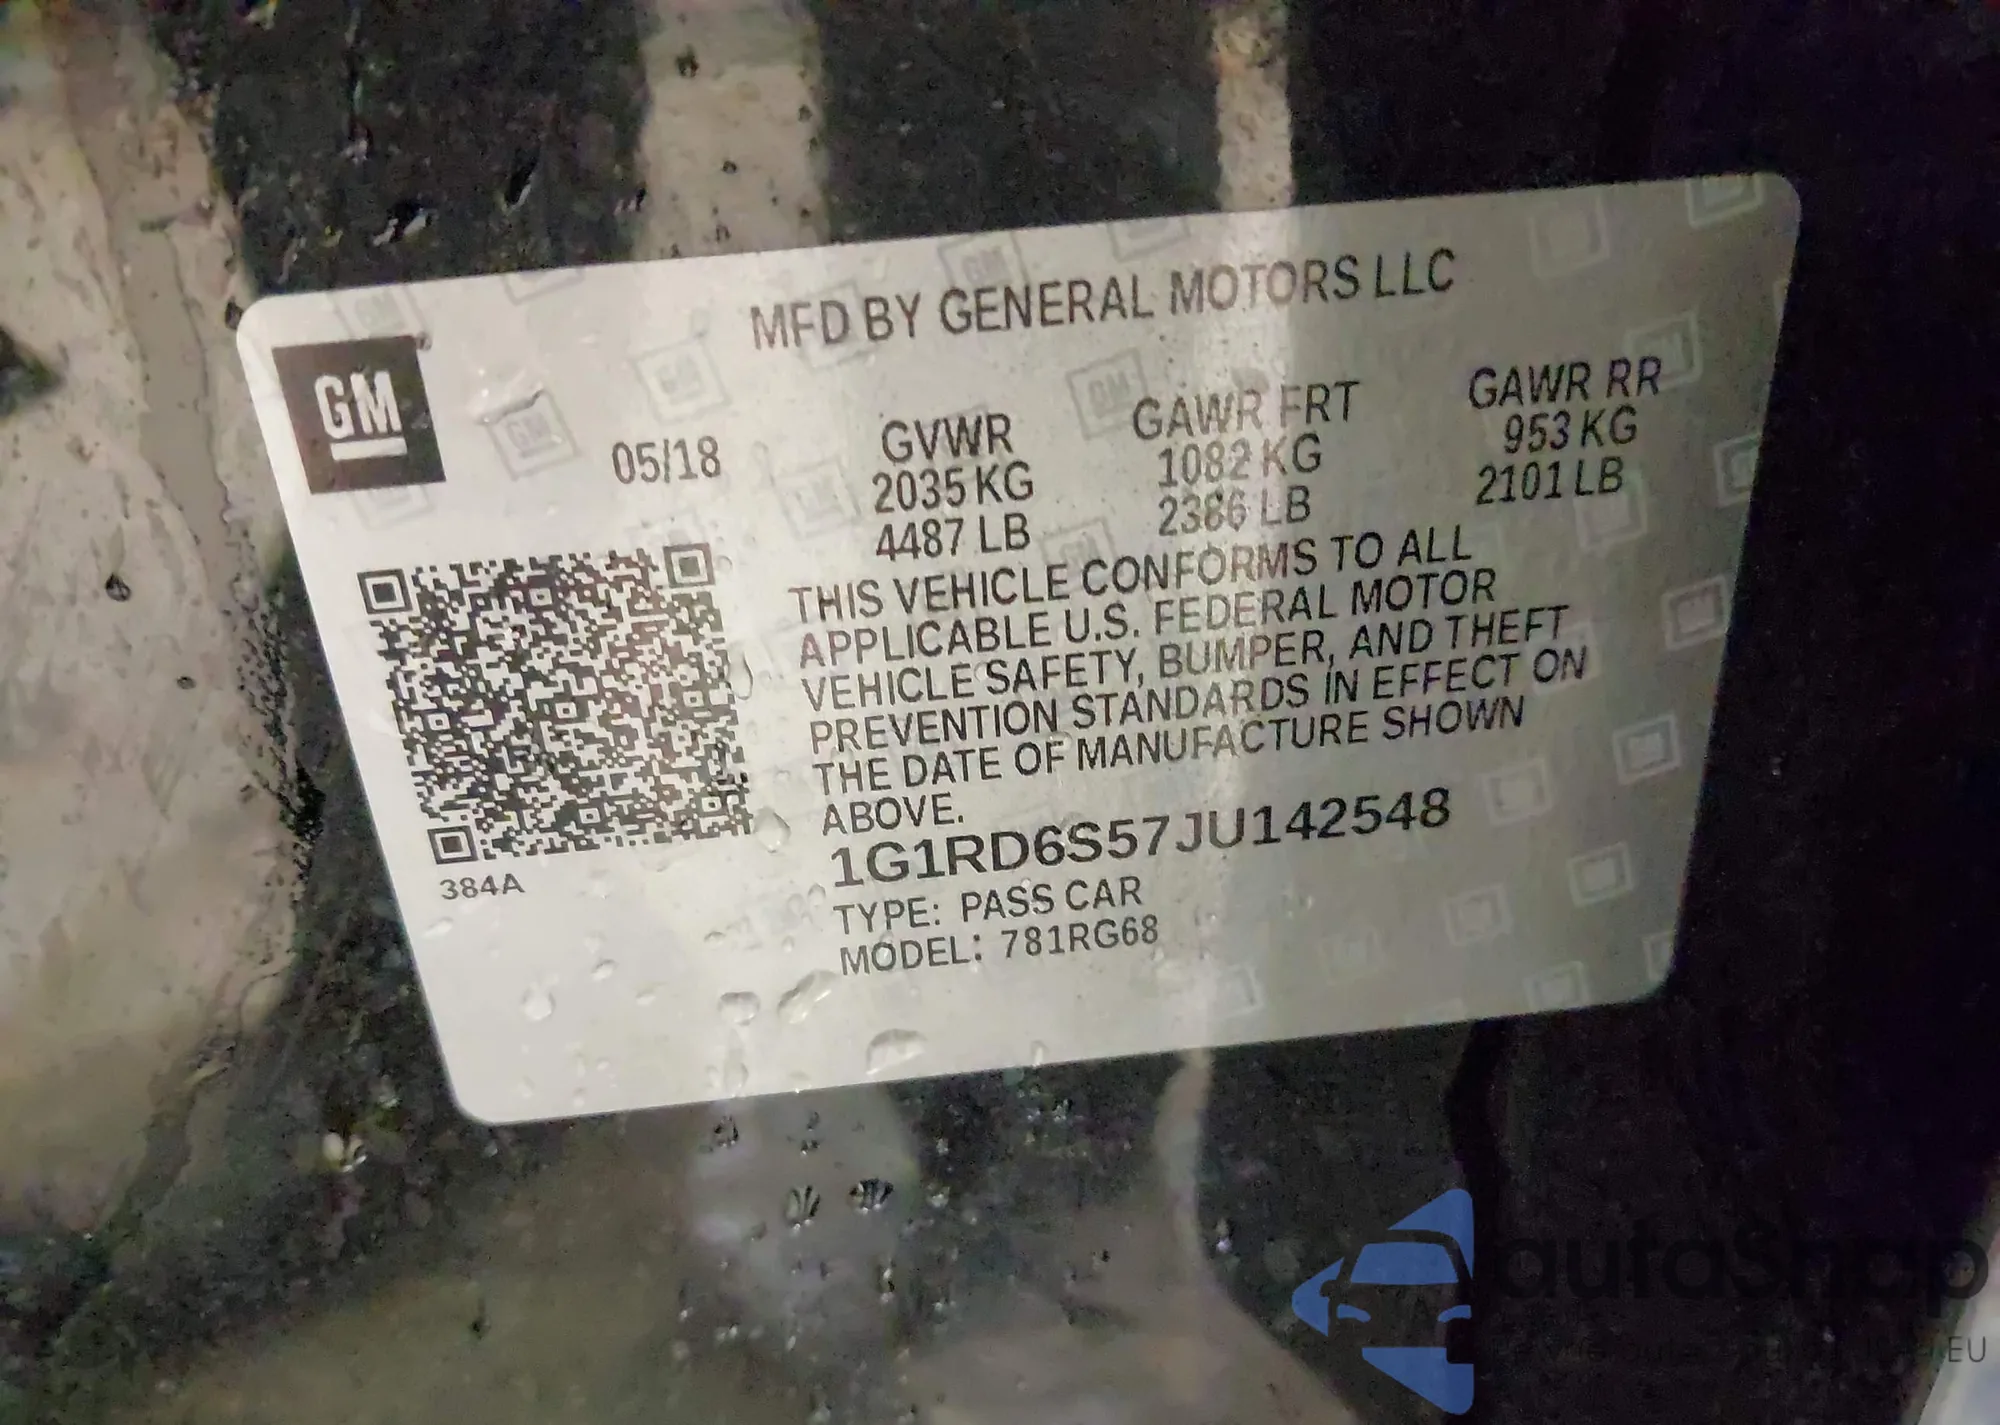 MFD BY GENERAL MOTORS LLC
GM
05/18
GVWR
2035 KG
4487 LB
GAWR FRT
1082 KG
2386 LB
GAWR RR
953 KG
2101 LB
THIS VEHICLE CONFORMS TO ALL
APPLICABLE U.S. FEDERAL MOTOR
VEHICLE SAFETY, BUMPER, AND THEFT
PREVENTION STANDARDS IN EFFECT ON
THE DATE OF MANUFACTURE SHOWN
ABOVE.
1G1RD6S57JU142548
TYPE: PASS CAR
MODEL: 781RG68
384A
autoSnap
EU